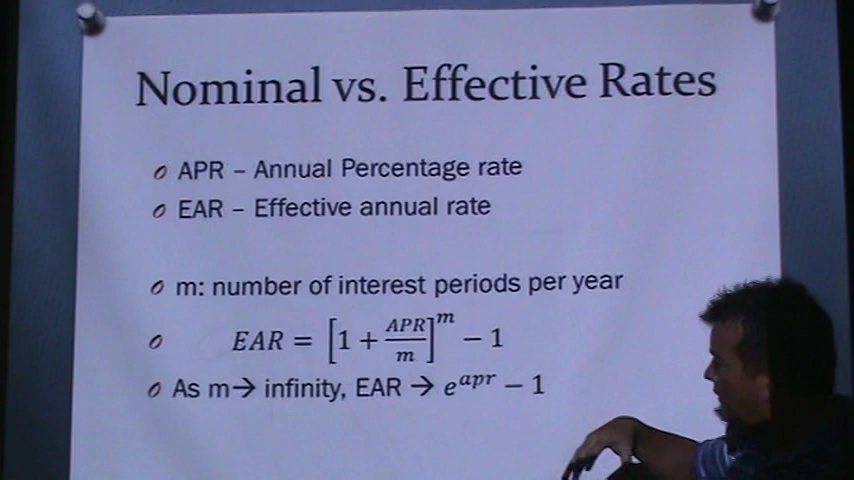 Nominal vs. Effective Rates
APR – Annual Percentage rate
EAR – Effective annual rate
m: number of interest periods per year
EAR = [1 + APR/m]^m − 1
As m→ infinity, EAR → e^apr − 1